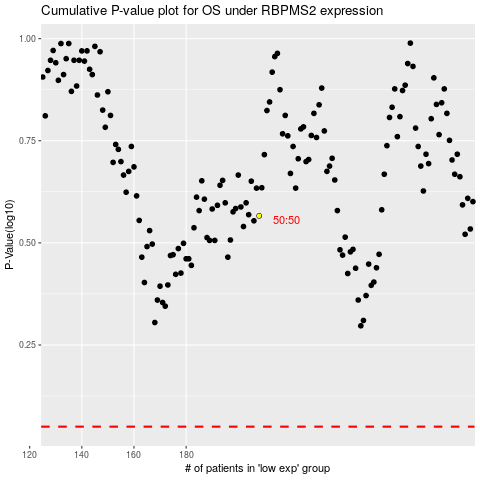 Cumulative P-value plot for OS under RBPMS2 expression
P-Value(log10)
1.00
0.75
0.50
0.25
50:50
120 140 160 180
# of patients in 'low exp' group